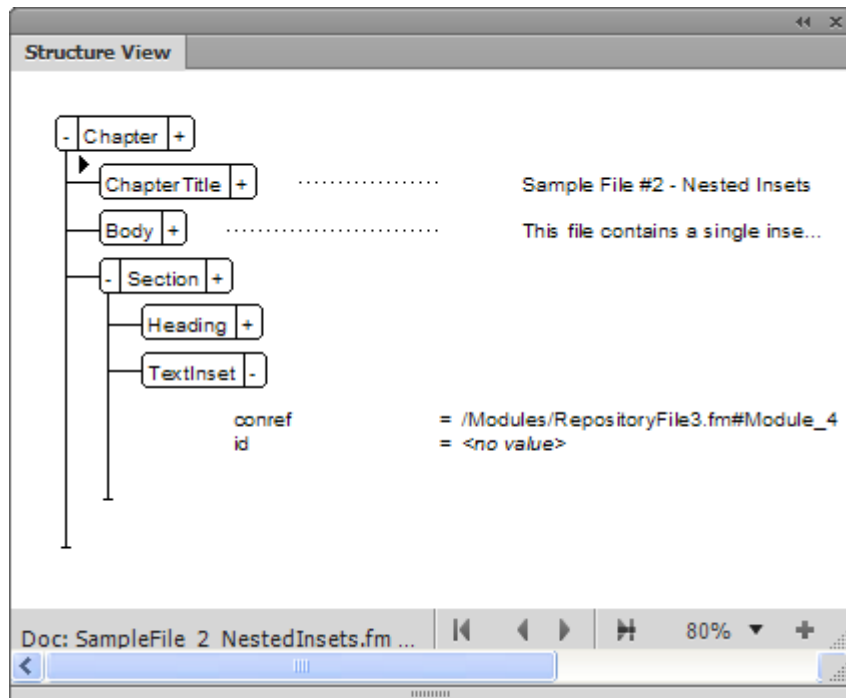 Structure View
- Chapter +
ChapterTitle + Sample File #2 - Nested Insets
Body + This file contains a single inse...
- Section +
Heading +
TextInset -
conref = /Modules/RepositoryFile3.fm#Module_4
id = <no value>
Doc: SampleFile_2_NestedInsets.fm ... 80%